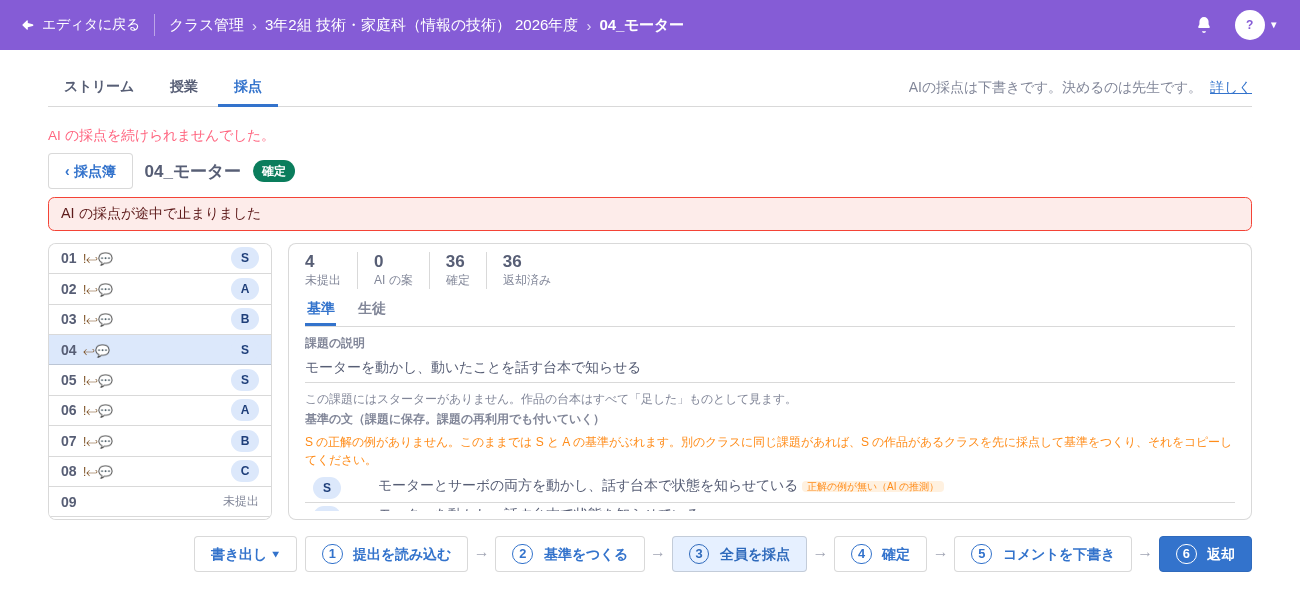 エディタに戻る
クラス管理 › 3年2組 技術・家庭科（情報の技術） 2026年度 › 04_モーター
?
ストリーム 授業 採点
AIの採点は下書きです。決めるのは先生です。 詳しく
AI の採点を続けられませんでした。
‹ 採点簿 04_モーター 確定
AI の採点が途中で止まりました
01 ! S
02 ! A
03 ! B
04 S
05 ! S
06 ! A
07 ! B
08 ! C
09 未提出
4 0 36 36
未提出 AI の案 確定 返却済み
基準 生徒
課題の説明
モーターを動かし、動いたことを話す台本で知らせる
この課題にはスターターがありません。作品の台本はすべて「足した」ものとして見ます。
基準の文（課題に保存。課題の再利用でも付いていく）
S の正解の例がありません。このままでは S と A の基準がぶれます。別のクラスに同じ課題があれば、S の作品があるクラスを先に採点して基準をつくり、それをコピーし
てください。
S モーターとサーボの両方を動かし、話す台本で状態を知らせている 正解の例が無い（AI の推測）
書き出し ▼ 1 提出を読み込む → 2 基準をつくる → 3 全員を採点 → 4 確定 → 5 コメントを下書き → 6 返却